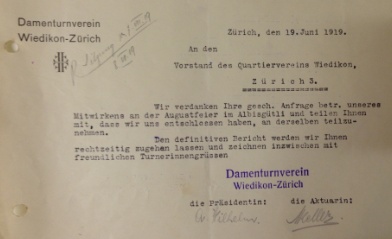 Damenturnverein
Wiedikon-Zürich
Zürich, den 19.Juni 1919.
An den
Vorstand des Quartiervereins Wiedikon,
Zürich 3.
Wir verdanken Ihre gesch. Anfrage betr. unseres
Mitwirkens an der Augustfeier im Albisgütli und teilen Ihnen
mit, dass wir uns entschlossen haben, an derselben teilzu-
nehmen.
Den definitiven Bericht werden wir Ihnen
rechtzeitig zugehen lassen und zeichnen inzwischen mit
freundlichen Turnerinnengrüssen
Damenturnverein
Wiedikon-Zürich
die Präsidentin: die Aktuarin: